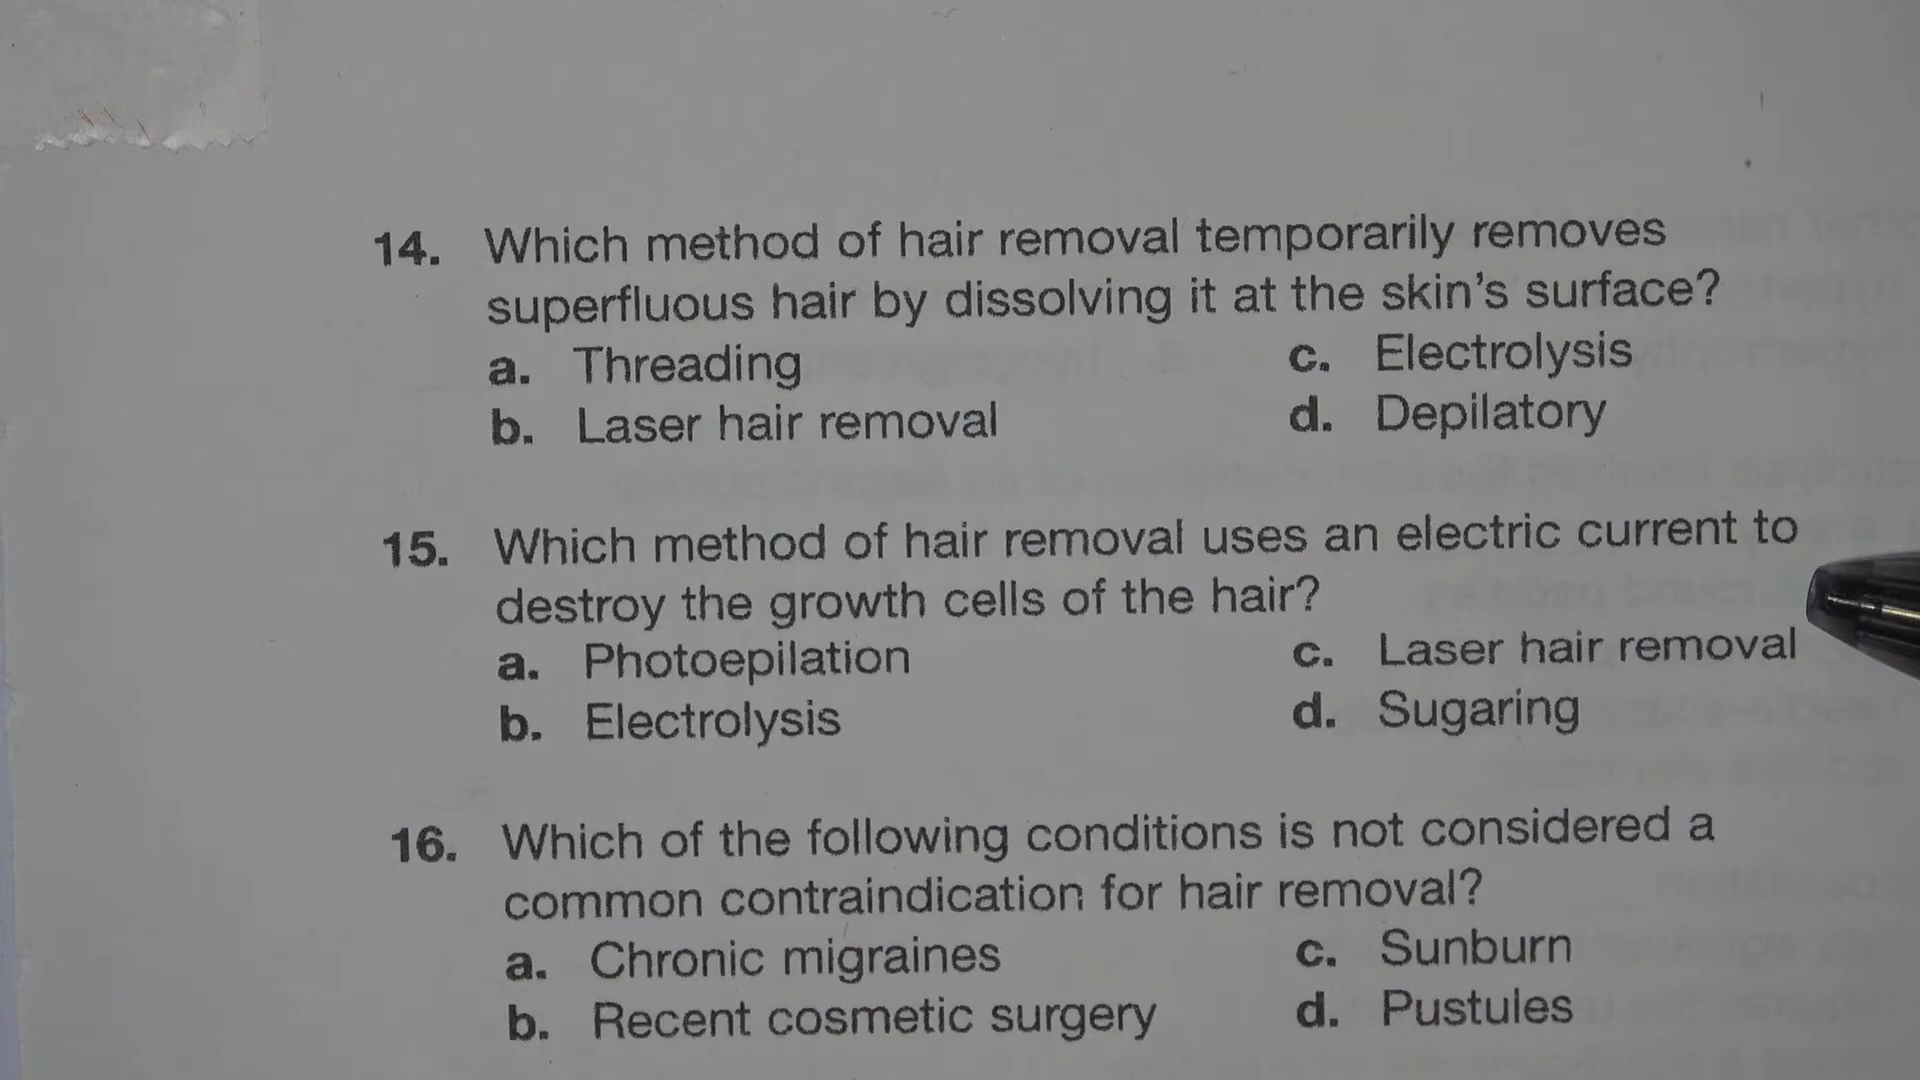 14. Which method of hair removal temporarily removes
superfluous hair by dissolving it at the skin's surface?
a. Threading c. Electrolysis
b. Laser hair removal d. Depilatory
15. Which method of hair removal uses an electric current to
destroy the growth cells of the hair?
a. Photoepilation c. Laser hair removal
b. Electrolysis d. Sugaring
16. Which of the following conditions is not considered a
common contraindication for hair removal?
a. Chronic migraines c. Sunburn
b. Recent cosmetic surgery d. Pustules